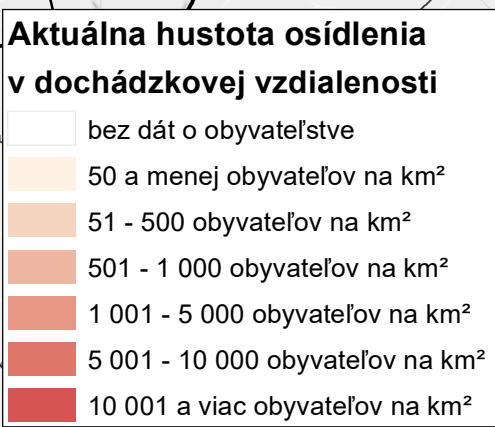 Aktuálna hustota osídlenia
v dochádzkovej vzdialenosti
bez dát o obyvateľstve
50 a menej obyvateľov na km²
51 - 500 obyvateľov na km²
501 - 1 000 obyvateľov na km²
1 001 - 5 000 obyvateľov na km²
5 001 - 10 000 obyvateľov na km²
10 001 a viac obyvateľov na km²